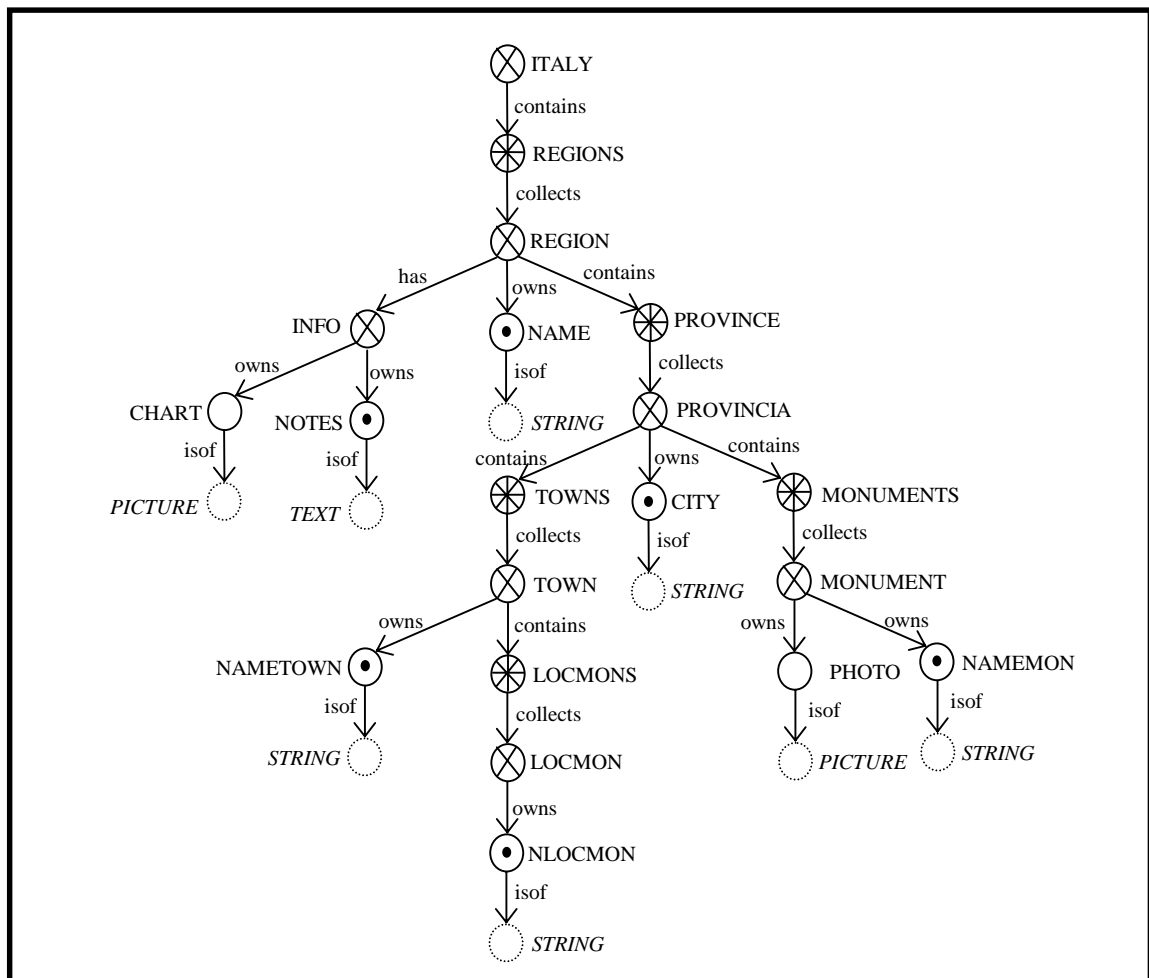 ITALY
contains
REGIONS
collects
REGION
has
owns
contains
INFO
NAME
PROVINCE
owns
owns
isof
collects
CHART
NOTES
STRING
PROVINCIA
isof
isof
contains
owns
contains
PICTURE
TEXT
TOWNS
CITY
MONUMENTS
collects
isof
collects
TOWN
STRING
MONUMENT
owns
contains
owns
owns
NAMETOWN
LOCMONS
PHOTO
NAMEMON
isof
collects
isof
isof
STRING
LOCMON
PICTURE
STRING
owns
NLOCMON
isof
STRING